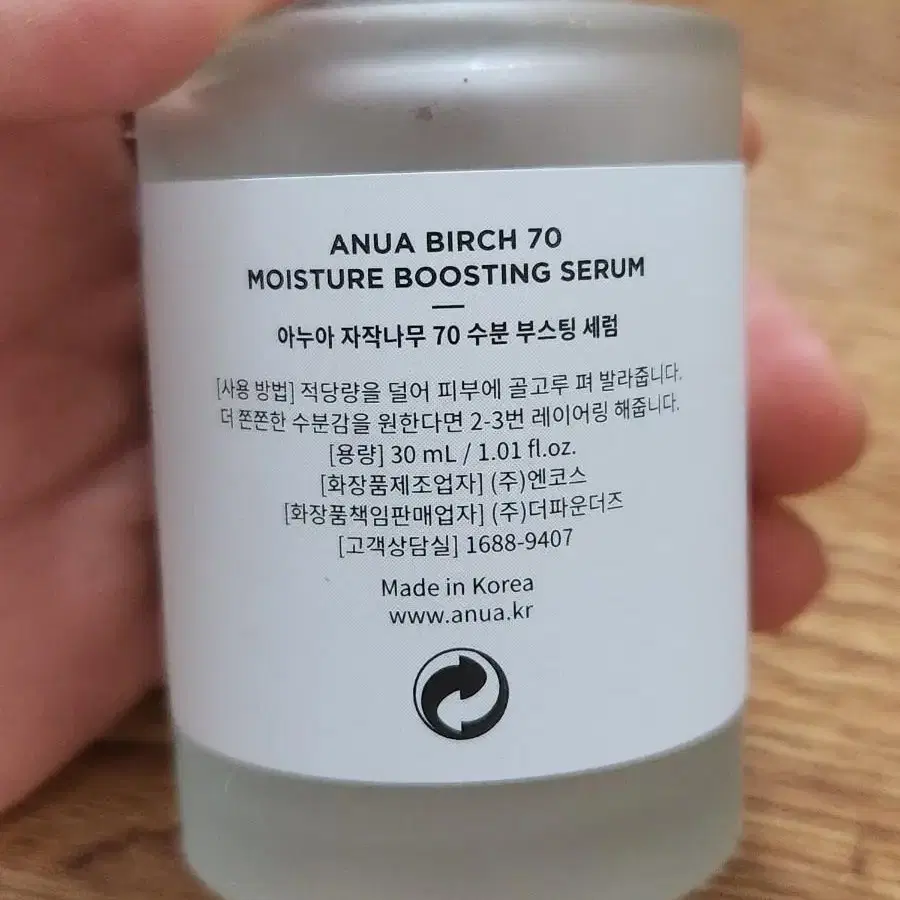 ANUA BIRCH 70
MOISTURE BOOSTING SERUM
아누아 자작나무 70 수분 부스팅 세럼
[사용 방법] 적당량을 덜어 피부에 골고루 펴 발라줍니다.
더 쫀쫀한 수분감을 원한다면 2-3번 레이어링 해줍니다.
[용량] 30 mL / 1.01 fl.oz.
[화장품제조업자] (주)엔코스
[화장품책임판매업자] (주)더파운더즈
[고객상담실] 1688-9407
Made in Korea
www.anua.kr